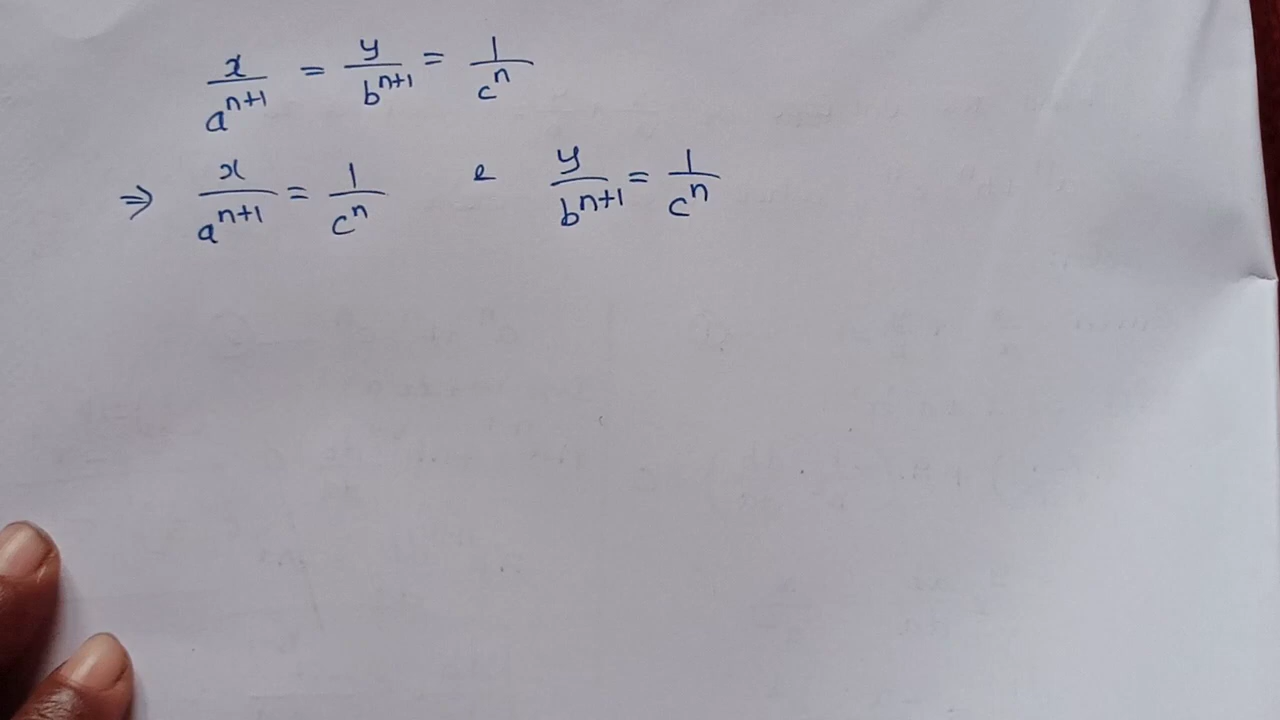 x/a^{n+1} = y/b^{n+1} = 1/c^n
⇒ x/a^{n+1} = 1/c^n e y/b^{n+1} = 1/c^n